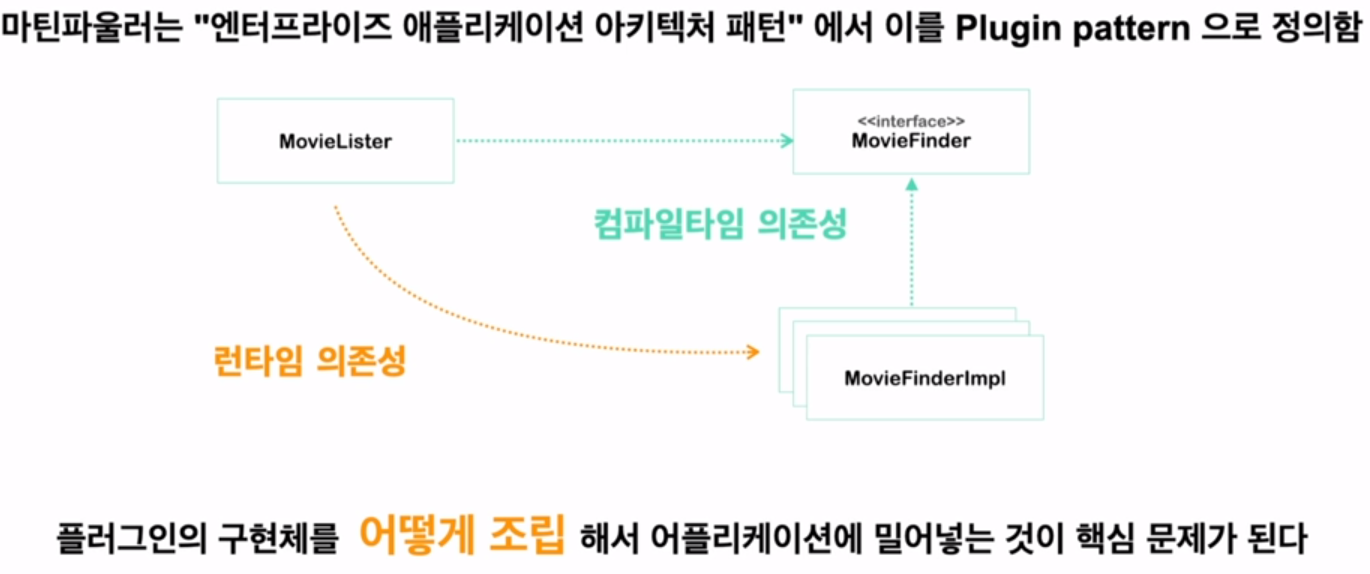 마틴파울러는 "엔터프라이즈 애플리케이션 아키텍처 패턴" 에서 이를 Plugin pattern 으로 정의함
MovieLister
<<interface>>
MovieFinder
컴파일타임 의존성
런타임 의존성
MovieFinderImpl
플러그인의 구현체를 어떻게 조립 해서 어플리케이션에 밀어넣는 것이 핵심 문제가 된다